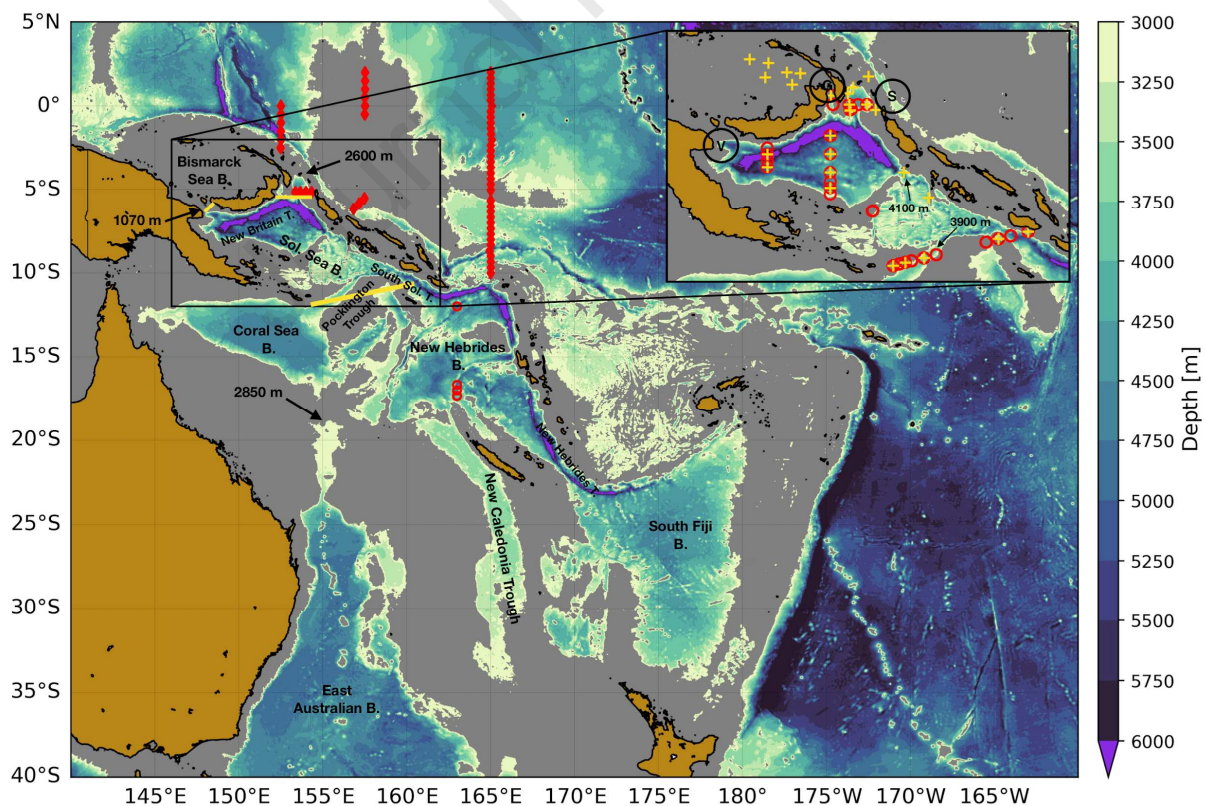 5°N
0°
5°S
10°S
15°S
20°S
25°S
30°S
35°S
40°S
145°E
150°E
155°E
160°E
165°E
170°E
175°E
180°
175°W
170°W
165°W
Bismarck
Sea B.
2600 m
1070 m
New Britain T.
Sol. Sea B.
South Sol. T.
Pocklington
Trough
Coral Sea
B.
New Hebrides
B.
2850 m
New Hebrides T.
New Caledonia Trough
South Fiji
B.
East
Australian B.
G
S
V
4100 m
3900 m
3000
3250
3500
3750
4000
4250
4500
4750
5000
5250
5500
5750
6000
Depth [m]